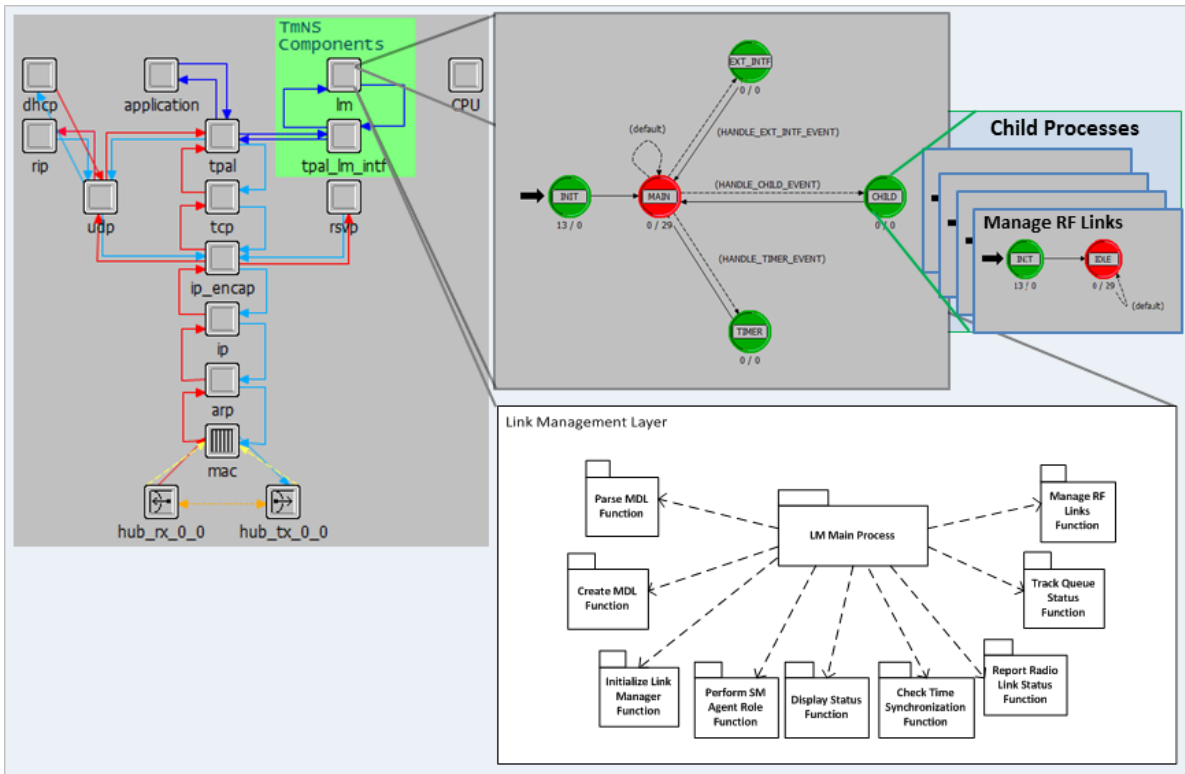 TmNS
Components
dhcp
application
lm
CPU
rip
tpal
tpal_lm_intf
udp
tcp
rsvp
ip_encap
ip
arp
mac
hub_rx_0_0
hub_tx_0_0
EXT_INTF
0 / 0
(default)
(HANDLE_EXT_INTF_EVENT)
INIT
13 / 0
MAIN
0 / 29
(HANDLE_CHILD_EVENT)
CHILD
0 / 0
(HANDLE_TIMER_EVENT)
TIMER
0 / 0
Child Processes
Manage RF Links
INIT
13 / 0
IDLE
0 / 29
(default)
Link Management Layer
Parse MDL
Function
LM Main Process
Manage RF
Links
Function
Create MDL
Function
Track Queue
Status
Function
Initialize Link
Manager
Function
Perform SM
Agent Role
Function
Display Status
Function
Check Time
Synchronization
Function
Report Radio
Link Status
Function